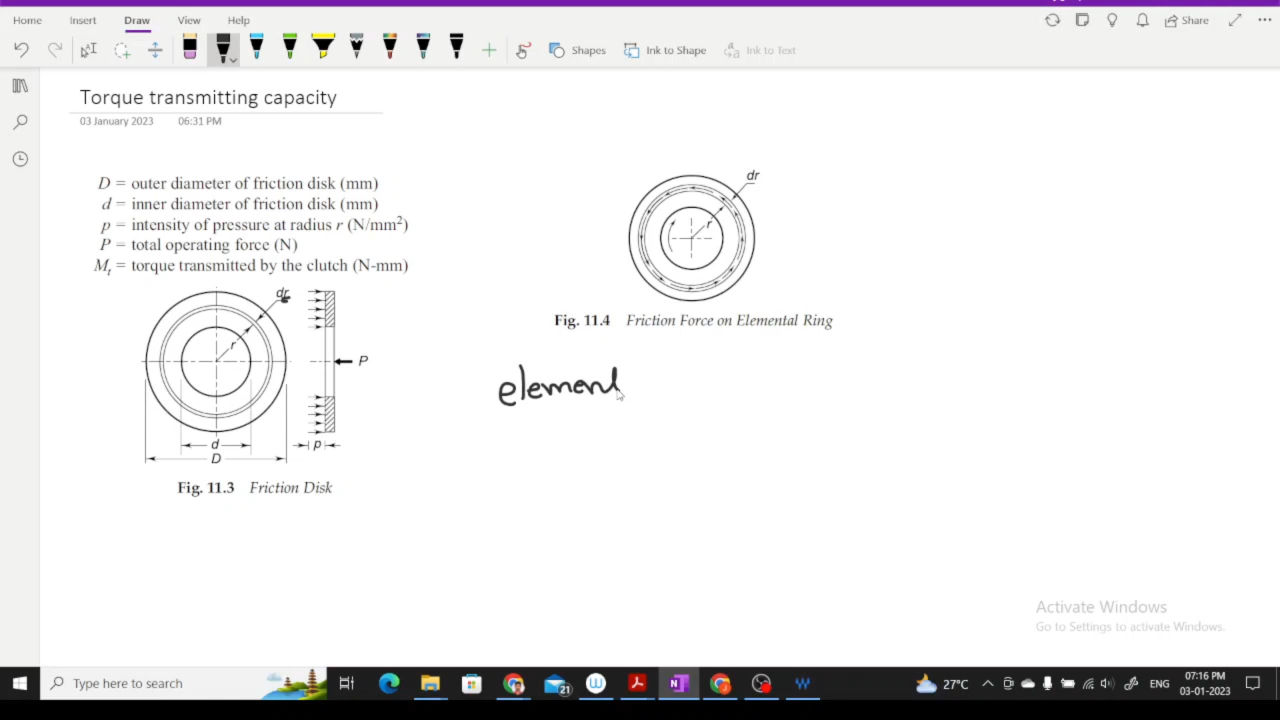 Home Insert Draw View Help
Share
Shapes Ink to Shape Ink to Text
Torque transmitting capacity
03 January 2023 06:31 PM
D = outer diameter of friction disk (mm)
d = inner diameter of friction disk (mm)
p = intensity of pressure at radius r (N/mm²)
P = total operating force (N)
Mt = torque transmitted by the clutch (N-mm)
dr
r
P
d
p
D
Fig. 11.3 Friction Disk
dr
r
Fig. 11.4 Friction Force on Elemental Ring
element
Activate Windows
Go to Settings to activate Windows.
Type here to search
21
27°C
ENG
07:16 PM
03-01-2023